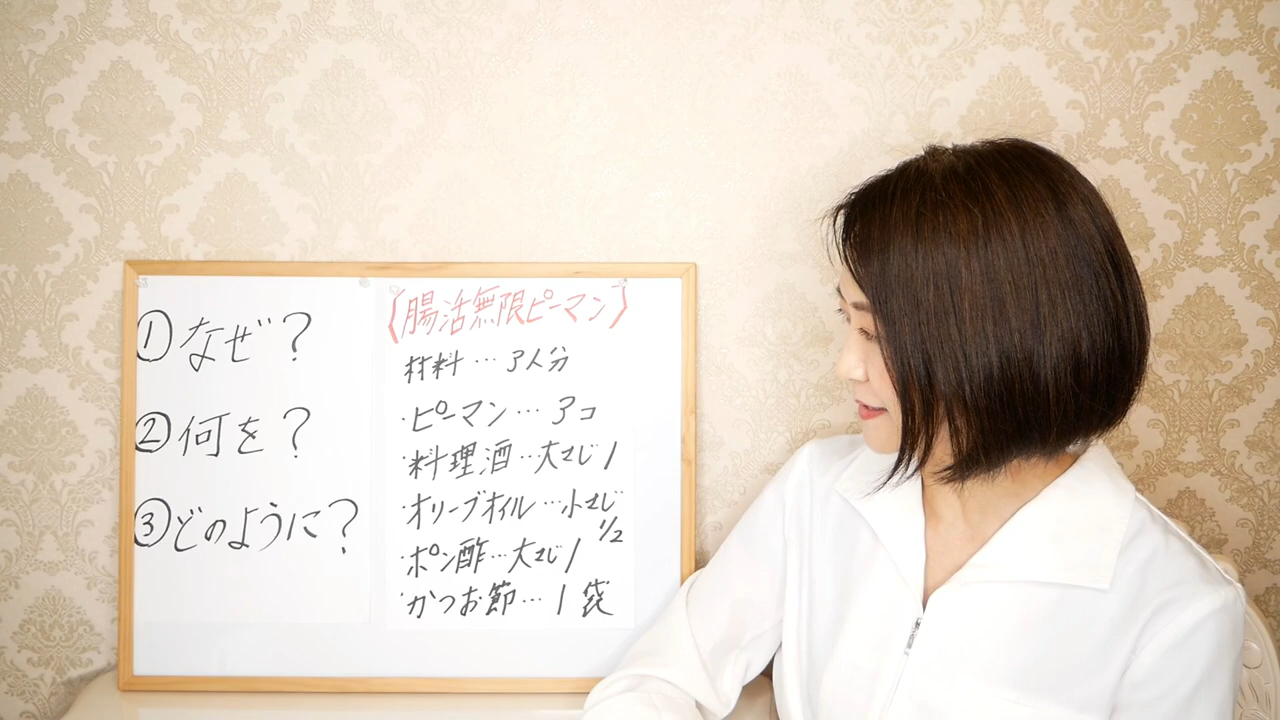 ①なぜ?
②何を?
③どのように?
【腸活無限ピーマン】
材料…3人分
・ピーマン…3コ
・料理酒…大さじ1
・オリーブオイル…小さじ1/2
・ポン酢…大さじ1
・かつお節…1袋